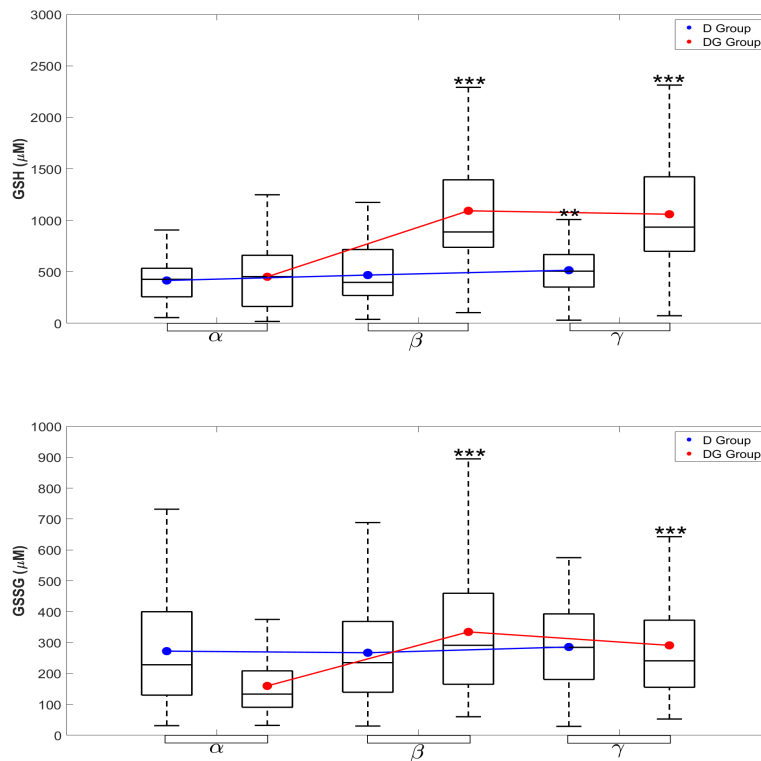 3000
2500
2000
1500
1000
500
0
GSH (μM)
D Group
DG Group
***
**
***
α
β
γ
1000
900
800
700
600
500
400
300
200
100
0
GSSG (μM)
D Group
DG Group
***
***
α
β
γ